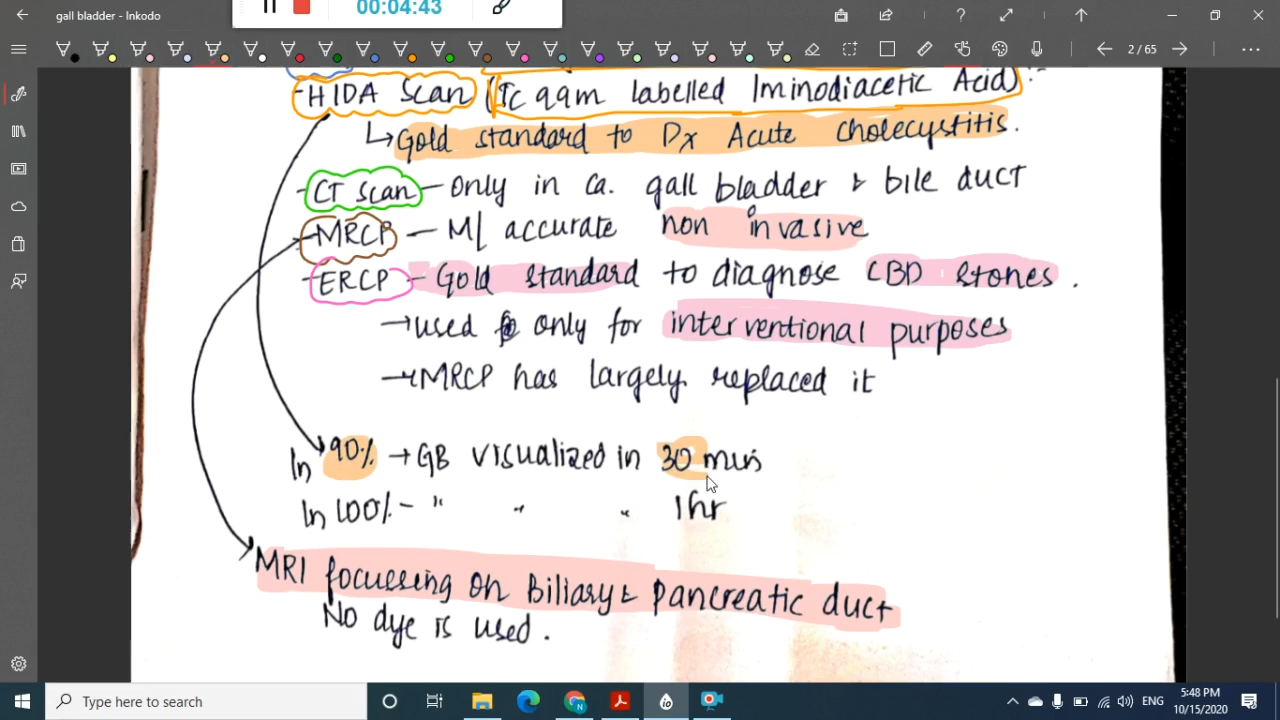 gall bladder - Inkodo
00:04:43
2/65
- HIDA Scan (Tc 99m labelled Iminodiacetic Acid)
↳ Gold standard to Dx Acute cholecystitis.
- CT Scan - Only in Ca. gall bladder & bile duct
- MRCP - M/ accurate non invasive
- ERCP - Gold standard to diagnose CBD stones.
→ used only for interventional purposes
→ MRCP has largely replaced it
In 90% → GB visualized in 30 mins
In 100% - " " " 1hr
MRI focussing on Biliary & pancreatic duct
No dye is used.
Type here to search
ENG
5:48 PM
10/15/2020